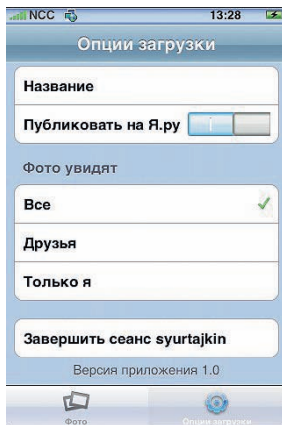 NCC 13:28
Опции загрузки
Название
Публиковать на Я.ру
Фото увидят
Все
Друзья
Только я
Завершить сеанс syurtajkin
Версия приложения 1.0
Фото Опции загрузки